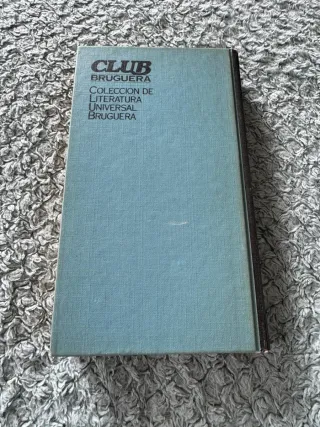 CLUB
BRUGUERA
COLECCION DE
LITERATURA
UNIVERSAL
BRUGUERA